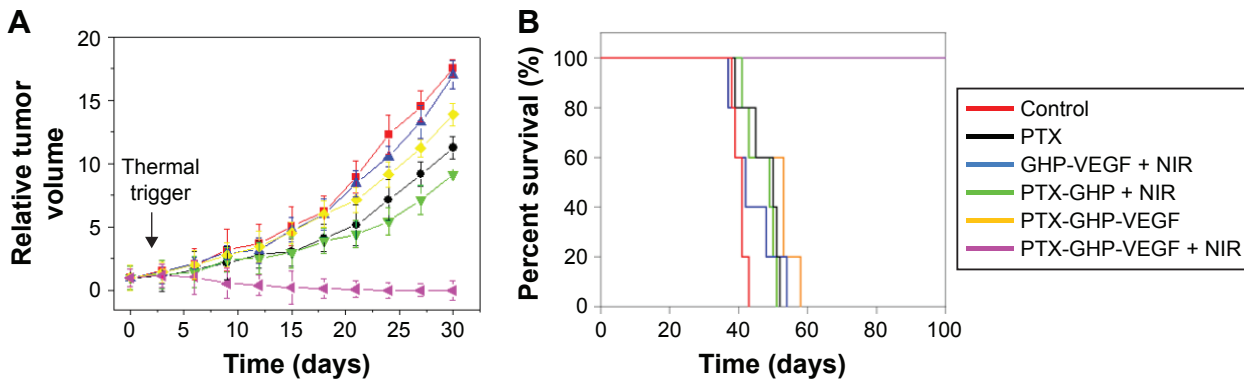 A
Relative tumor
volume
20
15
10
5
0
Thermal
trigger
0 5 10 15 20 25 30
Time (days)
B
Percent survival (%)
100
80
60
40
20
0
0 20 40 60 80 100
Time (days)
Control
PTX
GHP-VEGF + NIR
PTX-GHP + NIR
PTX-GHP-VEGF
PTX-GHP-VEGF + NIR